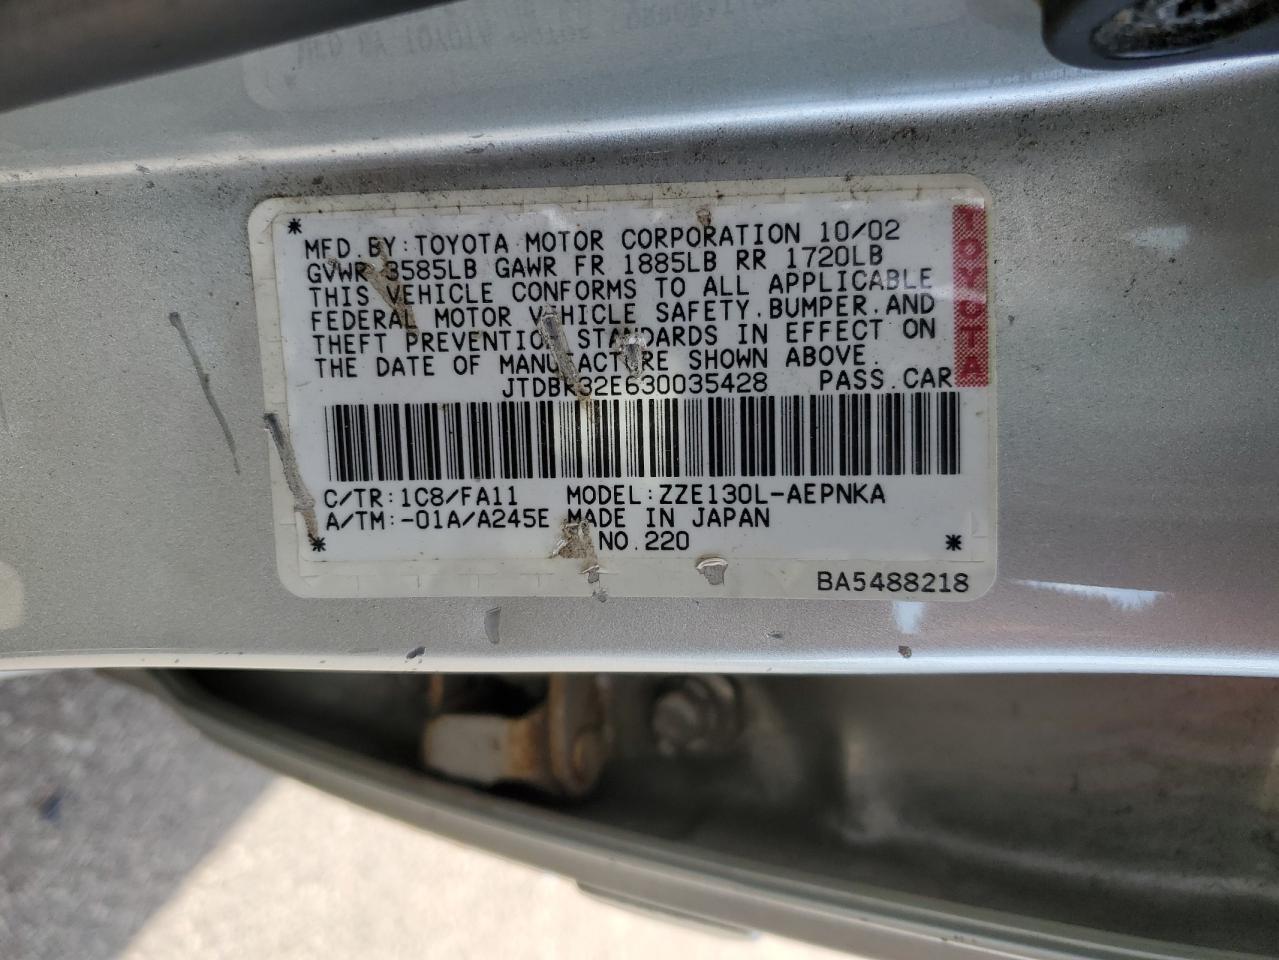 MFD. BY: TOYOTA MOTOR CORPORATION 10/02
GVWR 3585LB GAWR FR 1885LB RR 1720LB
THIS VEHICLE CONFORMS TO ALL APPLICABLE
FEDERAL MOTOR VEHICLE SAFETY, BUMPER, AND
THEFT PREVENTION STANDARDS IN EFFECT ON
THE DATE OF MANUFACTURE SHOWN ABOVE.
JTDBR32E630035428 PASS. CAR
TOYOTA
C/TR: 1C8/FA11 MODEL: ZZE130L-AEPNKA
A/TM: -01A/A245E MADE IN JAPAN
NO. 220
BA5488218